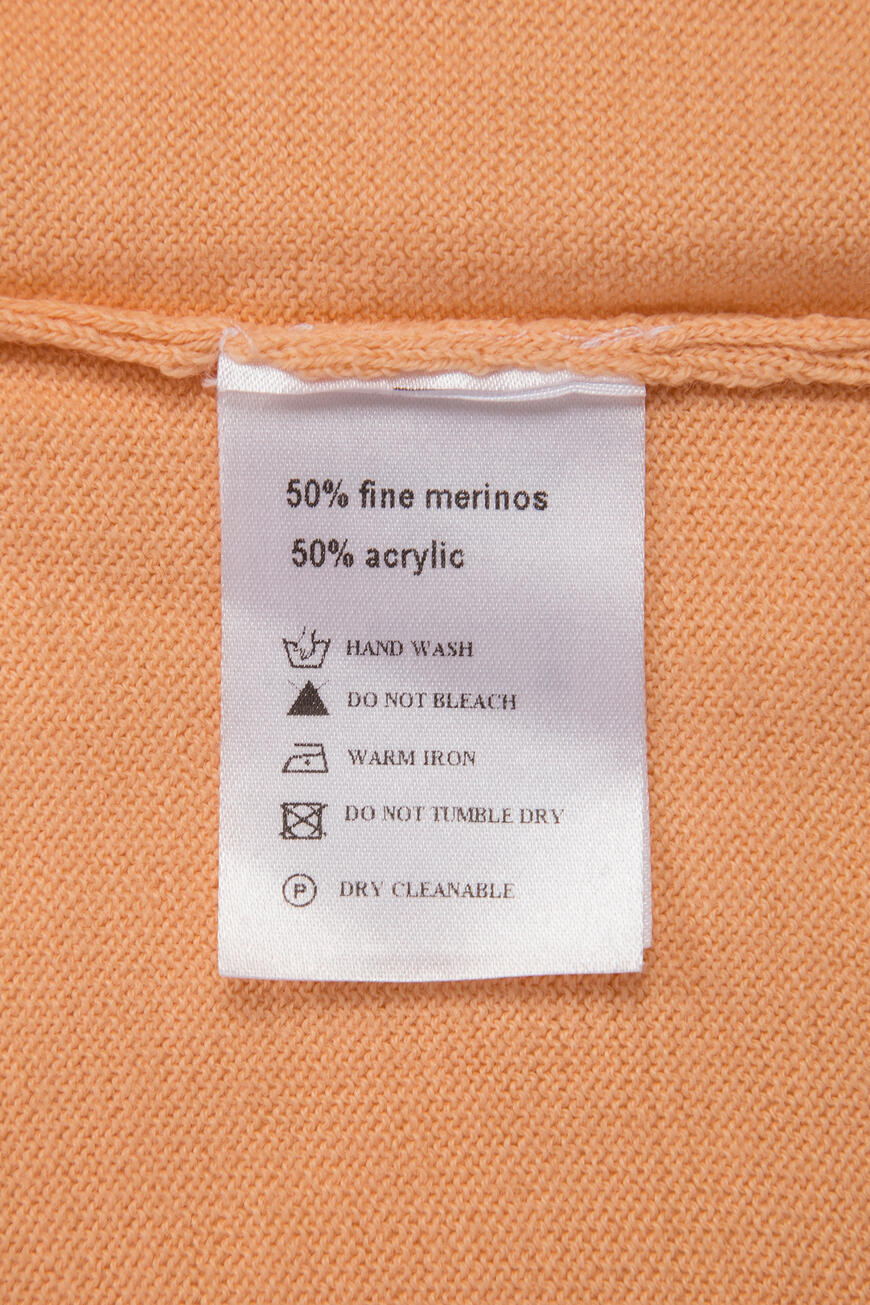 50% fine merinos
50% acrylic
HAND WASH
DO NOT BLEACH
WARM IRON
DO NOT TUMBLE DRY
P DRY CLEANABLE